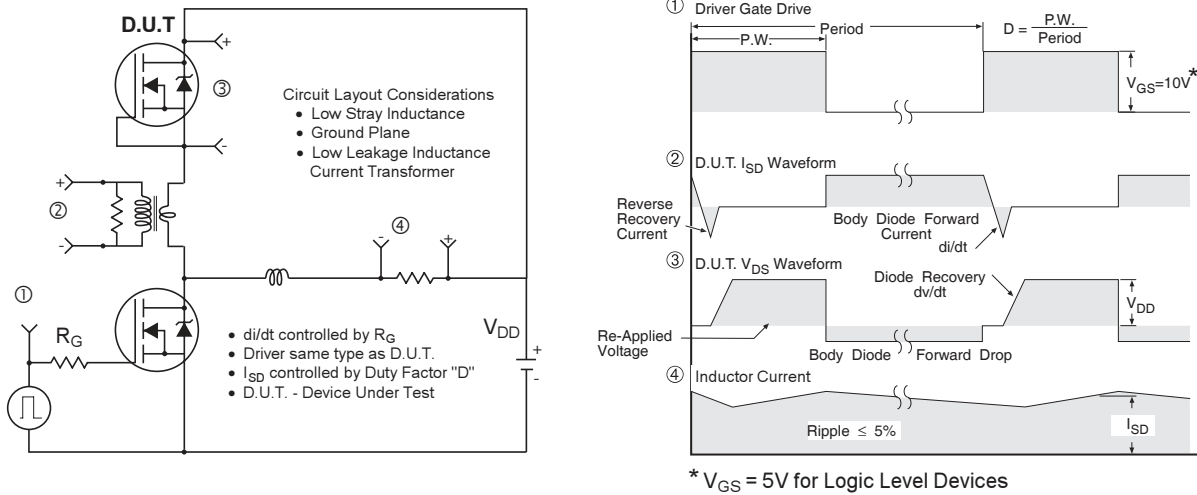 D.U.T
+
③
-
Circuit Layout Considerations
• Low Stray Inductance
• Ground Plane
• Low Leakage Inductance
Current Transformer
+
②
-
④
-
+
①
R_G
V_DD
+
-
• di/dt controlled by R_G
• Driver same type as D.U.T.
• I_SD controlled by Duty Factor "D"
• D.U.T. - Device Under Test
① Driver Gate Drive
Period
P.W.
D = P.W.
Period
V_GS=10V*
② D.U.T. I_SD Waveform
Reverse
Recovery
Current
Body Diode Forward
Current
di/dt
③ D.U.T. V_DS Waveform
Diode Recovery
dv/dt
V_DD
Re-Applied
Voltage
Body Diode Forward Drop
④ Inductor Current
Ripple ≤ 5%
I_SD
* V_GS = 5V for Logic Level Devices